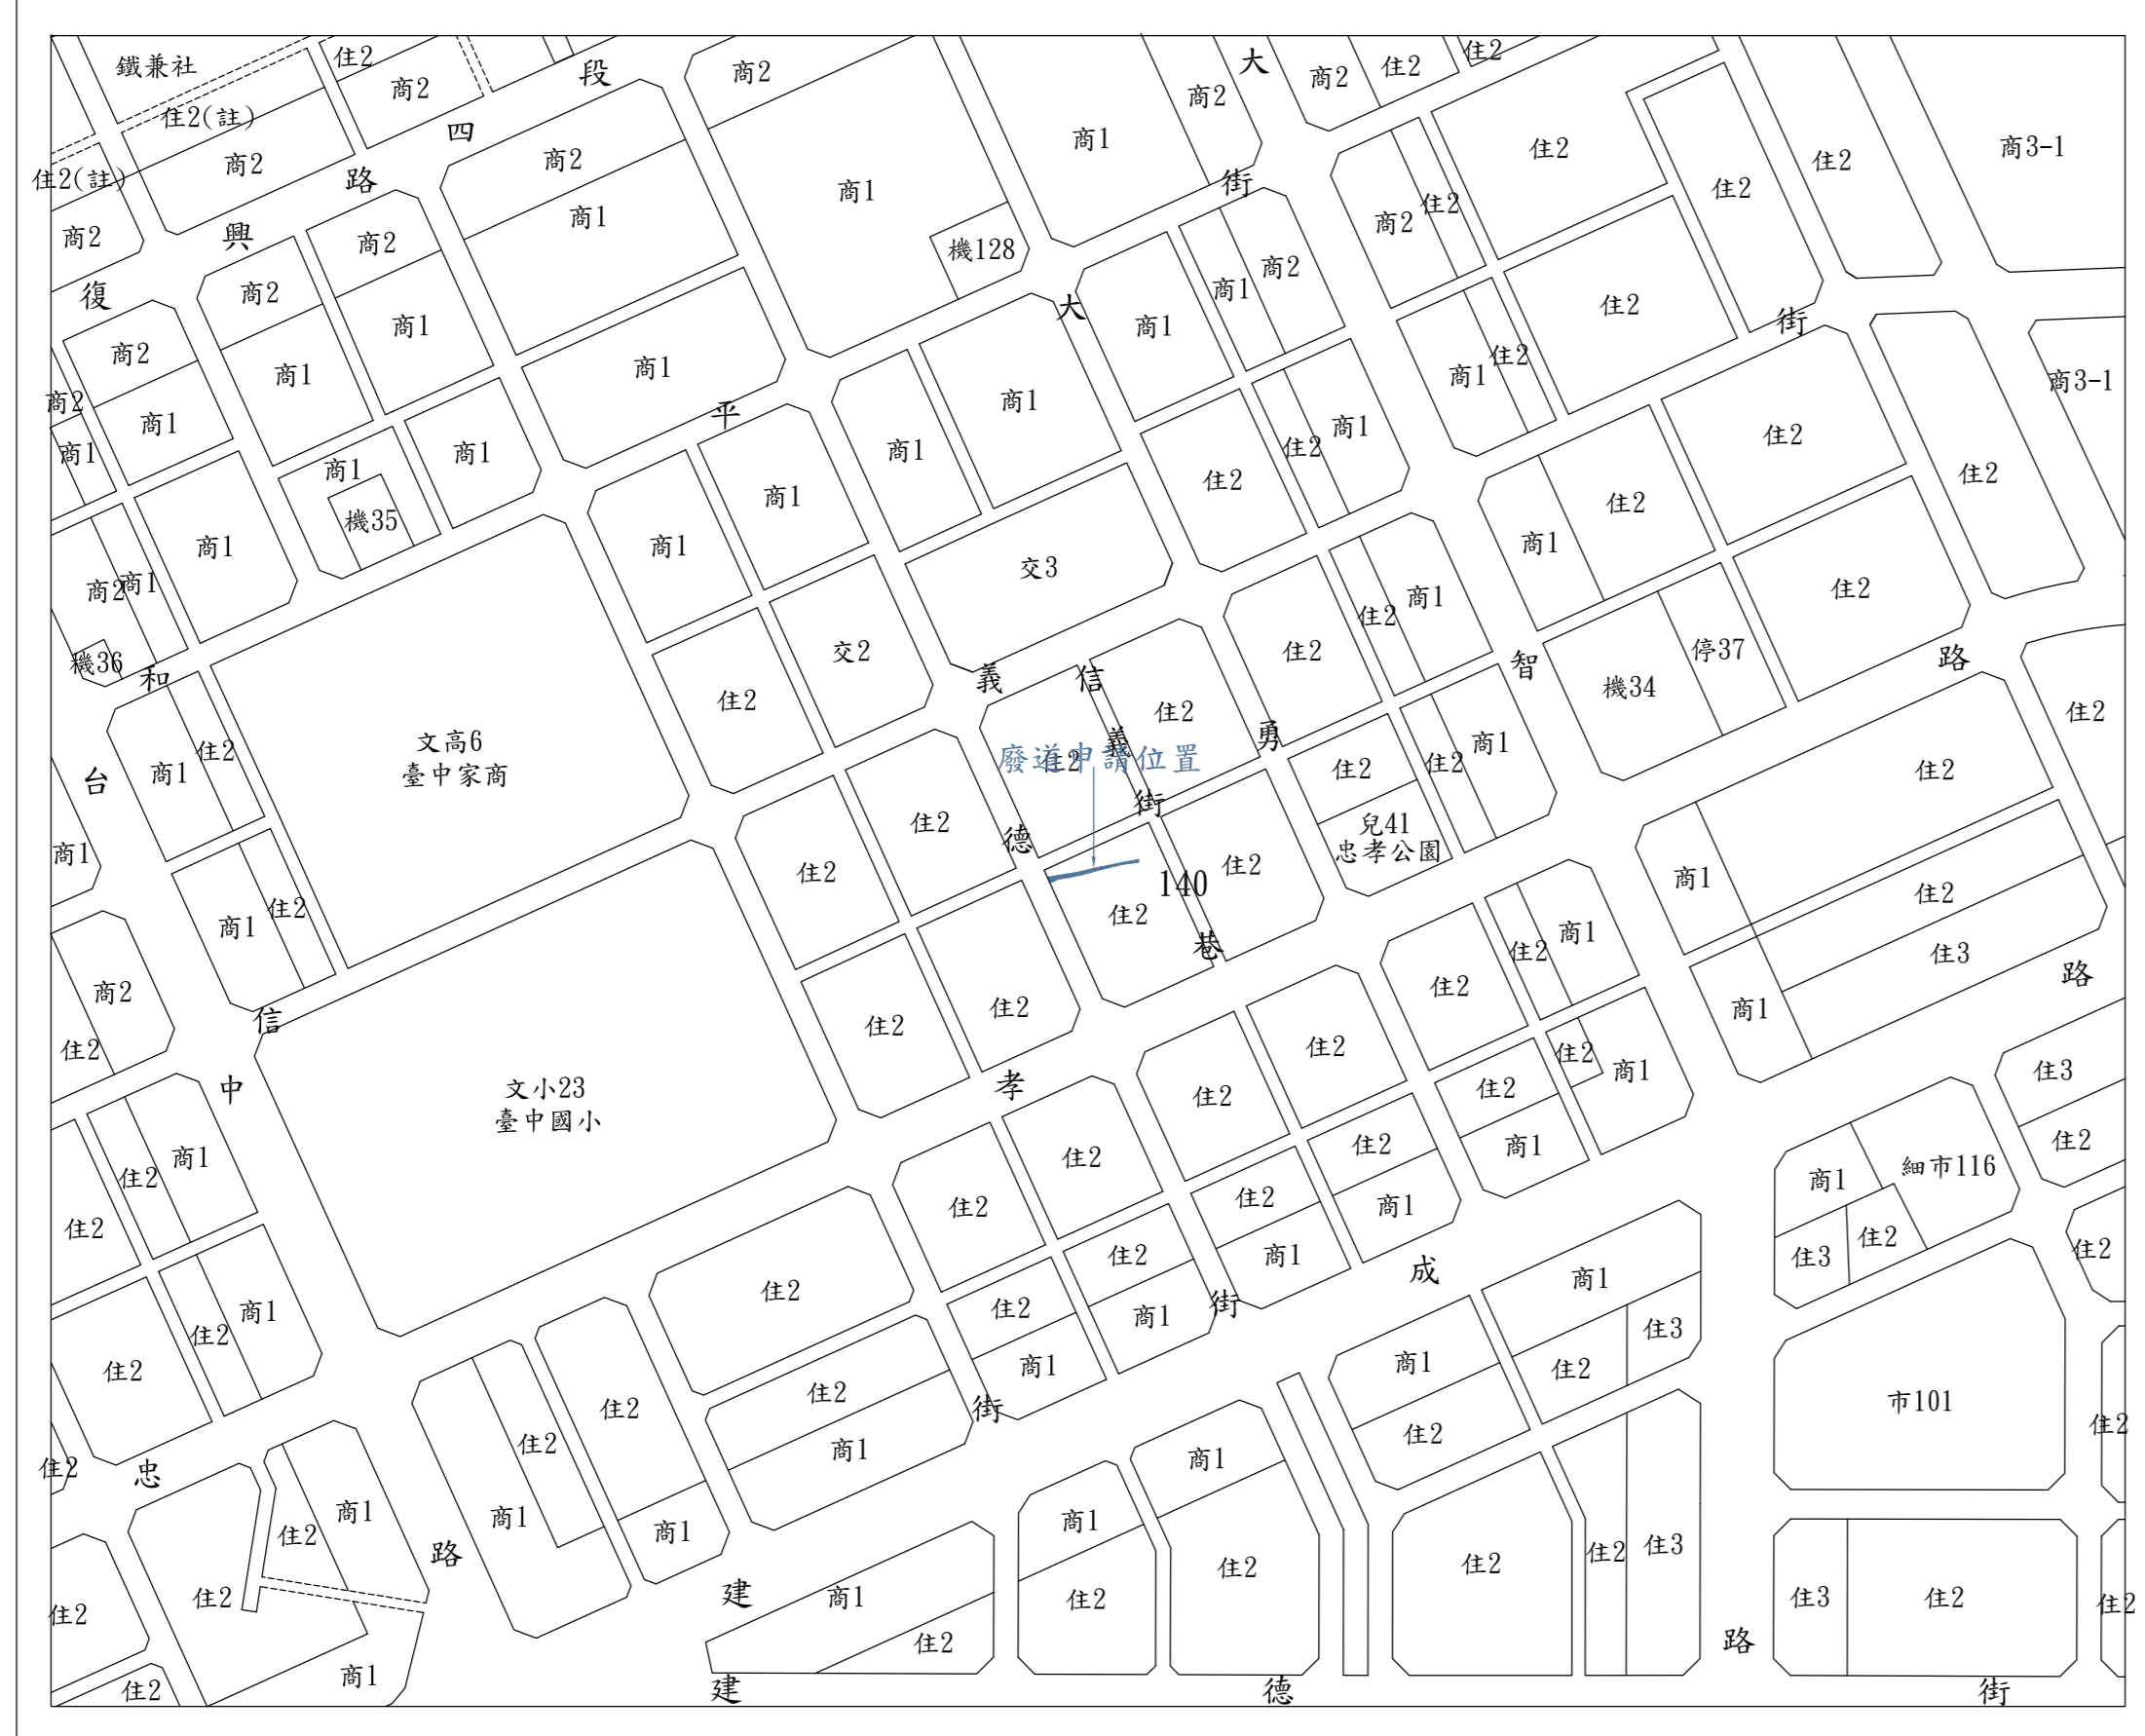 鐵兼社
住2
商2
段
商2
商2
大
商2
住2
住2
住2(註)
四
商2
商1
住2
住2
商3-1
住2(註)
商2
路
商1
商1
街
商2
住2
住2
商2
興
商2
機128
商2
復
商2
大
商1
商1
住2
街
商2
商1
商1
商1
商1
住2
商3-1
商2
商1
平
商1
商1
住2
商1
住2
商1
商1
商1
商1
商1
住2
住2
住2
機35
商1
商1
交3
商1
住2
商2
商1
商1
住2
商1
住2
機36
和
住2
交2
義
信
住2
智
機34
停37
路
文高6
臺中家商
住2
義
勇
商1
住2
台
商1
住2
廢道申請位置
住2
住2
住2
住2
商1
住2
住2
德
街
兒41
忠孝公園
商1
住2
商1
住2
住2
140
住2
住2
商2
住2
信
住2
住2
巷
住2
住2
商1
商1
住3
路
中
文小23
臺中國小
孝
住2
住2
住2
商1
住3
住2
商1
住2
住2
住2
住2
商1
住2
商1
細市116
住2
住2
商1
住2
住2
住2
商1
商1
成
商1
住3
住2
住2
住2
住2
商1
街
商1
住2
住3
市101
住2
住2
住2
商1
街
住2
商1
住2
忠
商1
住2
商1
商1
商1
住2
路
商1
商1
住2
住2
住2
住3
住2
住2
建
商1
住2
住2
路
住3
住2
住2
住2
商1
建
德
街